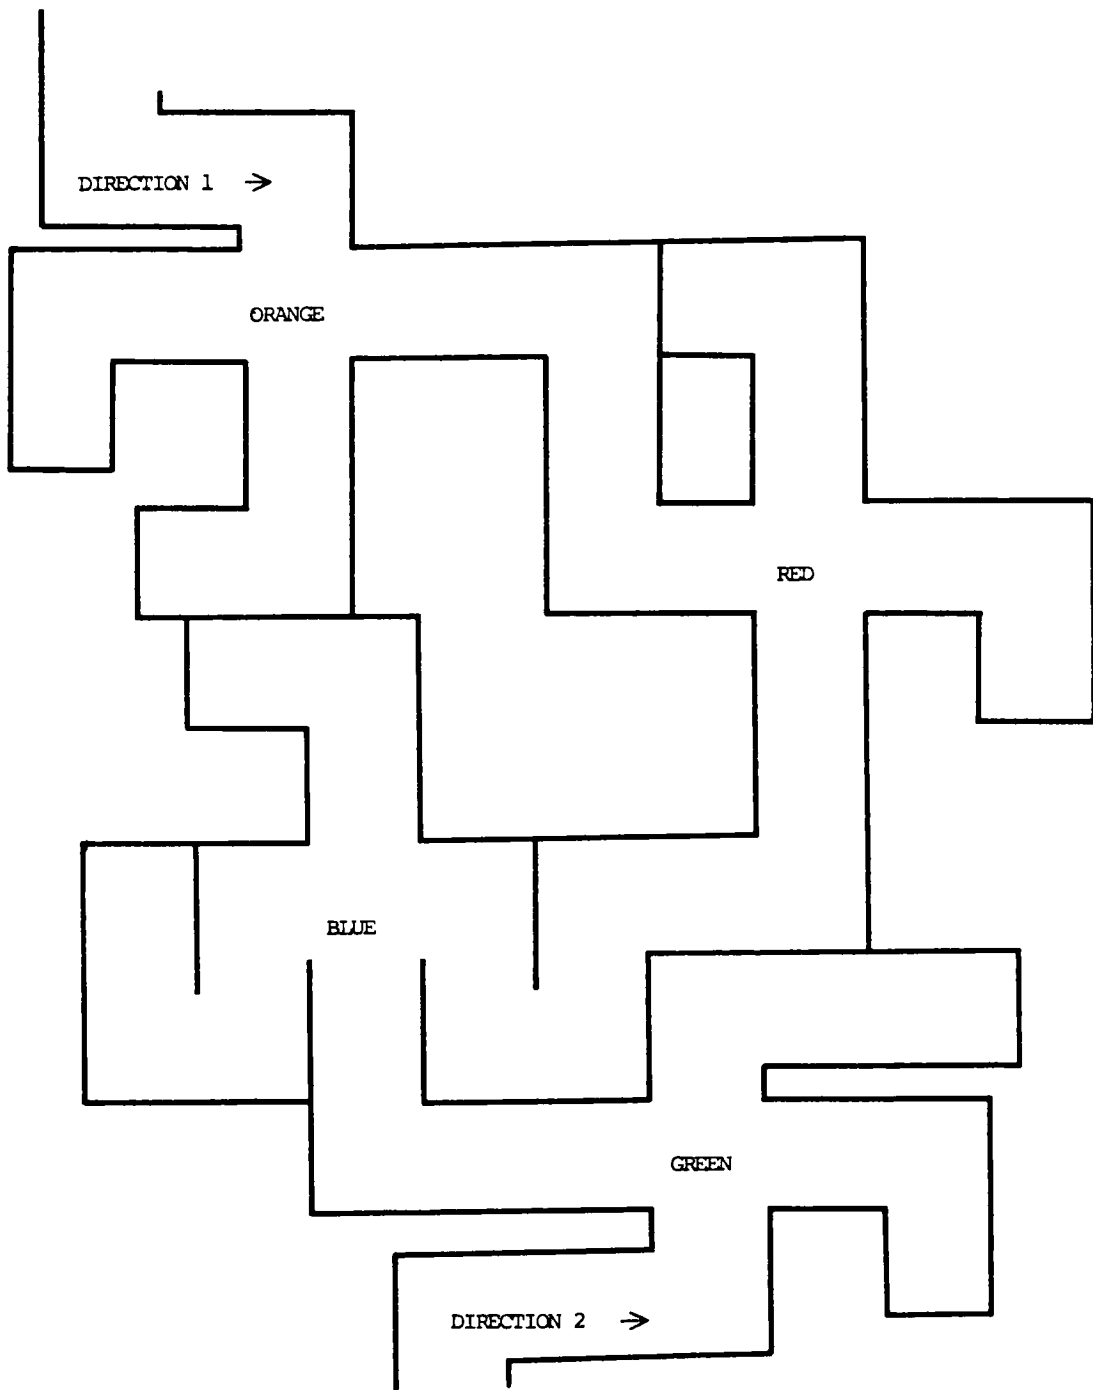 DIRECTION 1 →
ORANGE
RED
BLUE
GREEN
DIRECTION 2 →